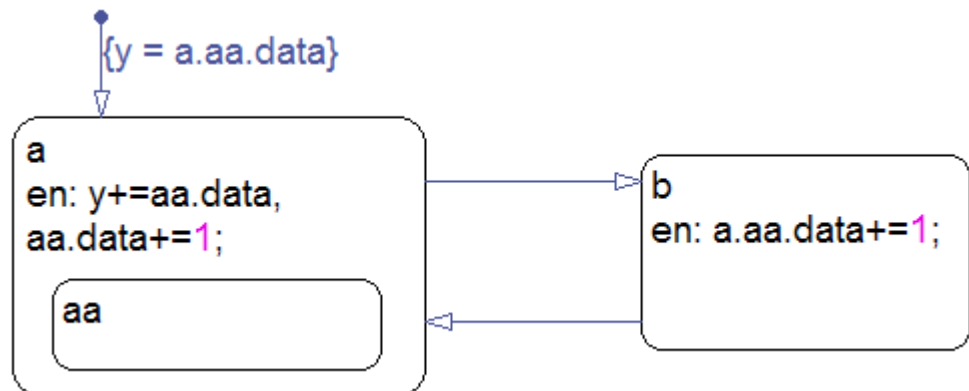 {y = a.aa.data}
a
en: y+=aa.data,
aa.data+=1;
aa
b
en: a.aa.data+=1;